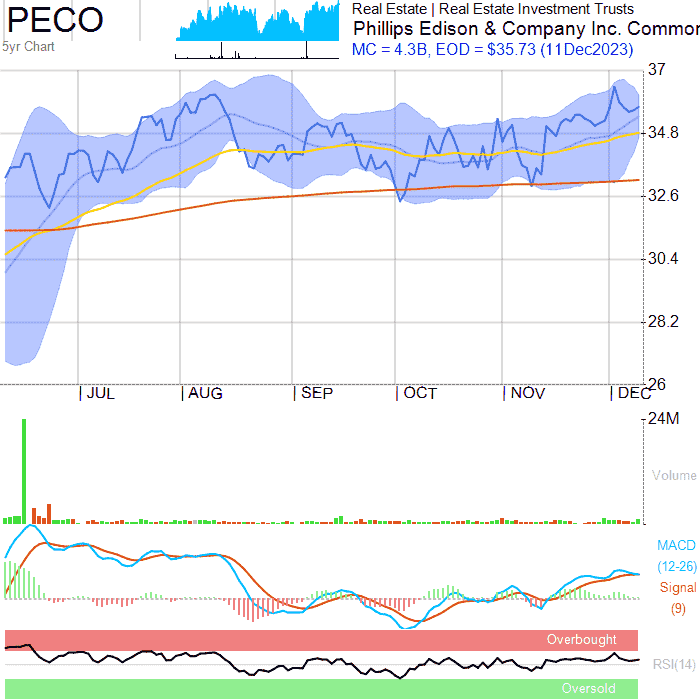 PECO
5yr Chart
Real Estate | Real Estate Investment Trusts
Phillips Edison & Company Inc. Common
MC = 4.3B, EOD = $35.73 (11Dec2023)
37
34.8
32.6
30.4
28.2
26
JUL AUG SEP OCT NOV DEC
24M
Volume
MACD
(12-26)
Signal
(9)
Overbought
RSI(14)
Oversold